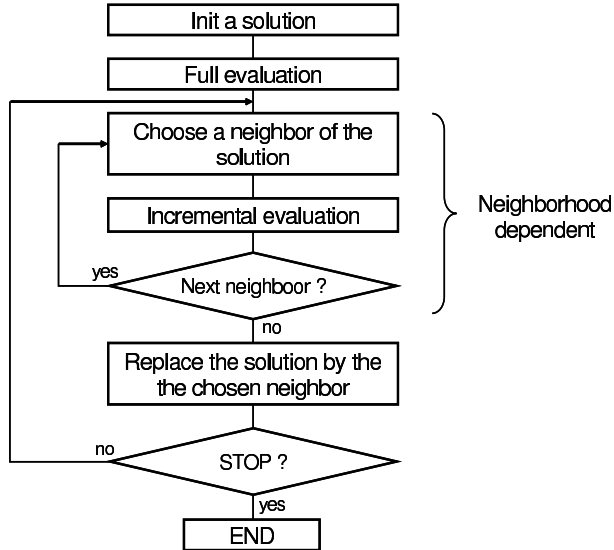 Init a solution
Full evaluation
Choose a neighbor of the
solution
Incremental evaluation
Neighborhood
dependent
yes
Next neighboor ?
no
Replace the solution by the
the chosen neighbor
no
STOP ?
yes
END